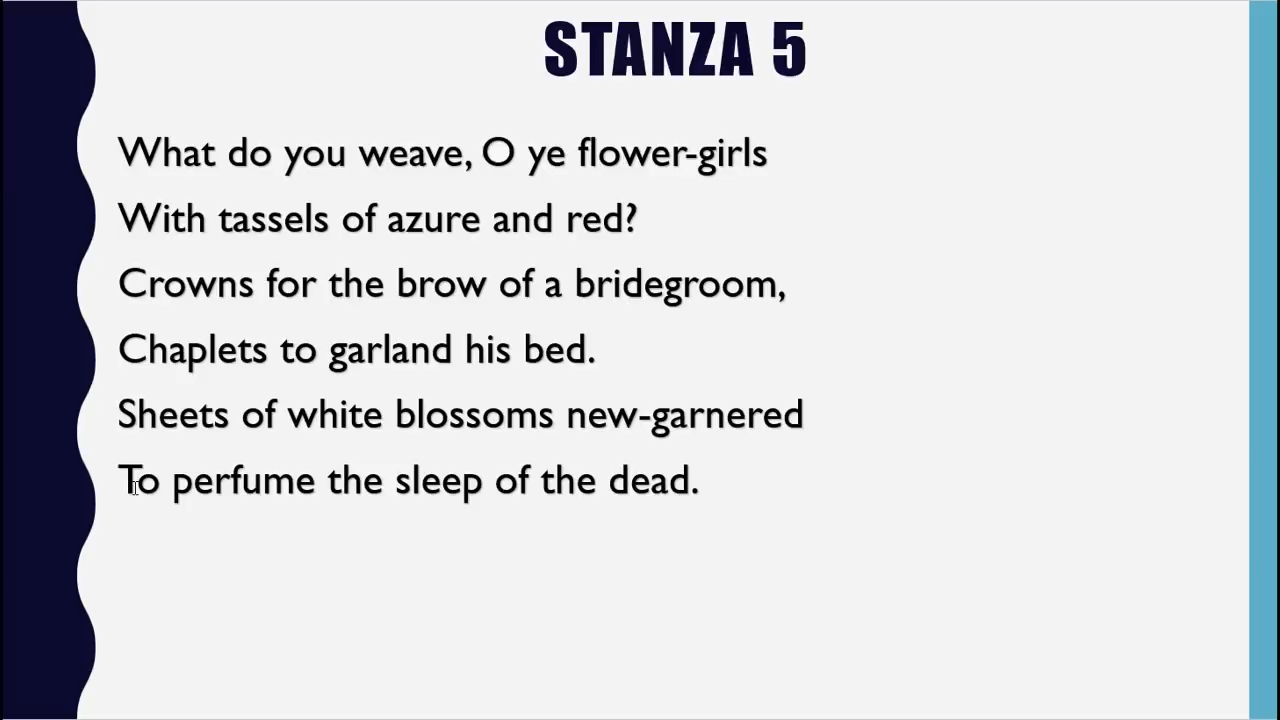 STANZA 5
What do you weave, O ye flower-girls
With tassels of azure and red?
Crowns for the brow of a bridegroom,
Chaplets to garland his bed.
Sheets of white blossoms new-garnered
To perfume the sleep of the dead.